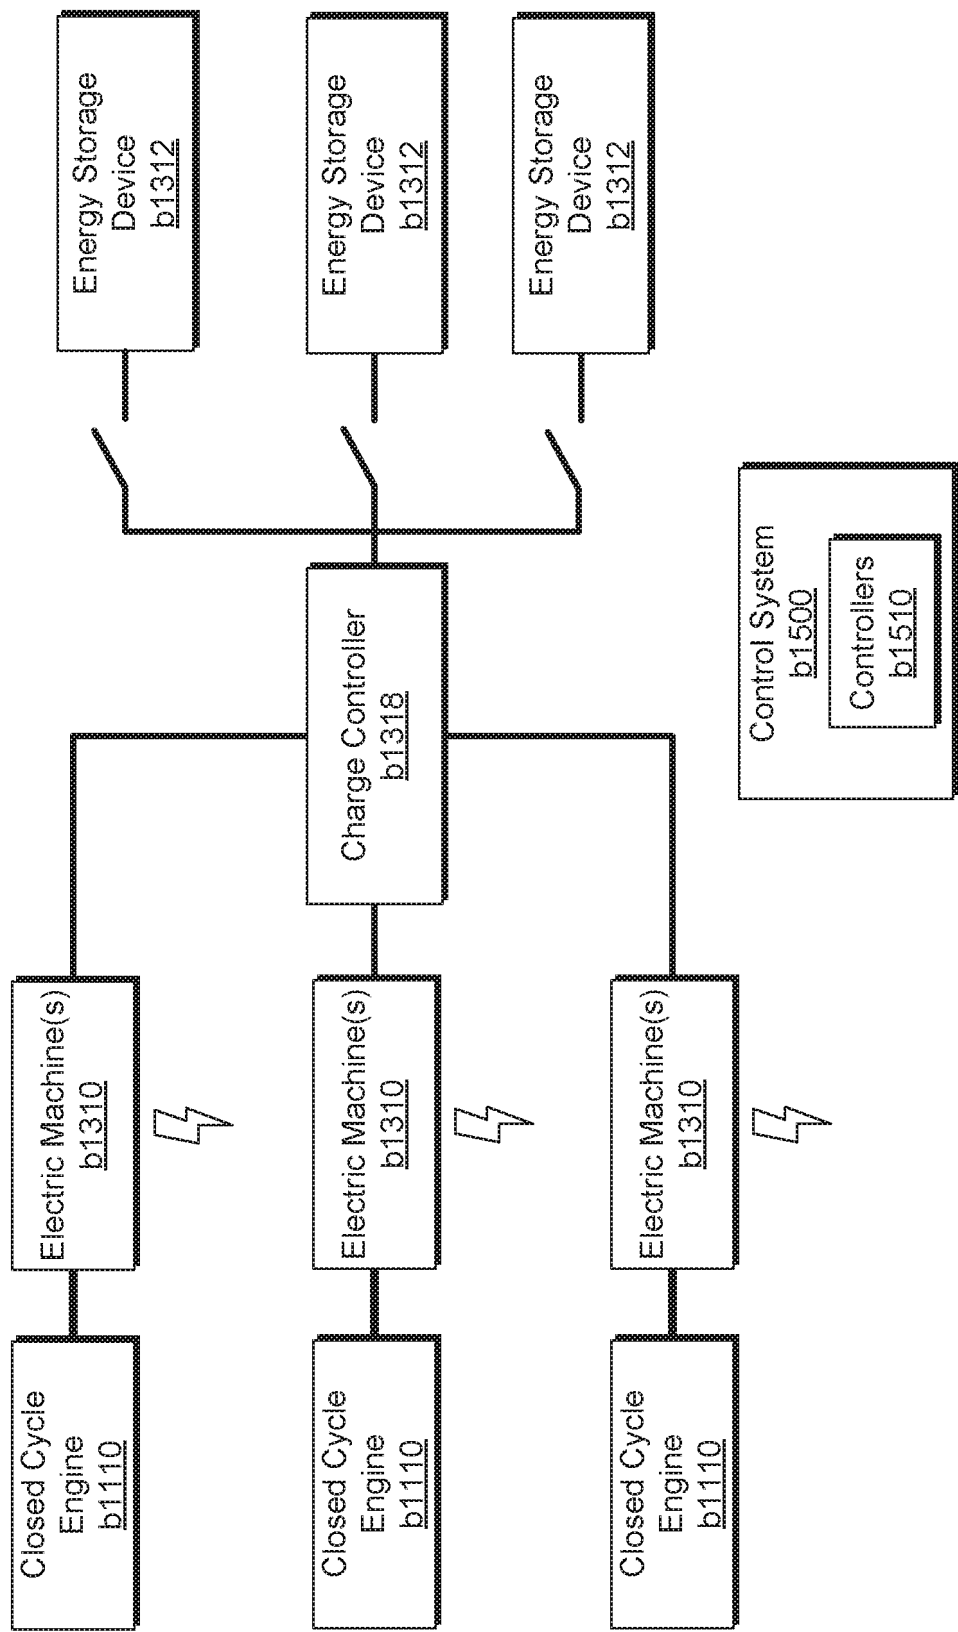 Closed Cycle
Engine
b1110
Electric Machine(s)
b1310
Energy Storage
Device
b1312
Closed Cycle
Engine
b1110
Electric Machine(s)
b1310
Charge Controller
b1318
Energy Storage
Device
b1312
Closed Cycle
Engine
b1110
Electric Machine(s)
b1310
Energy Storage
Device
b1312
Control System
b1500
Controllers
b1510